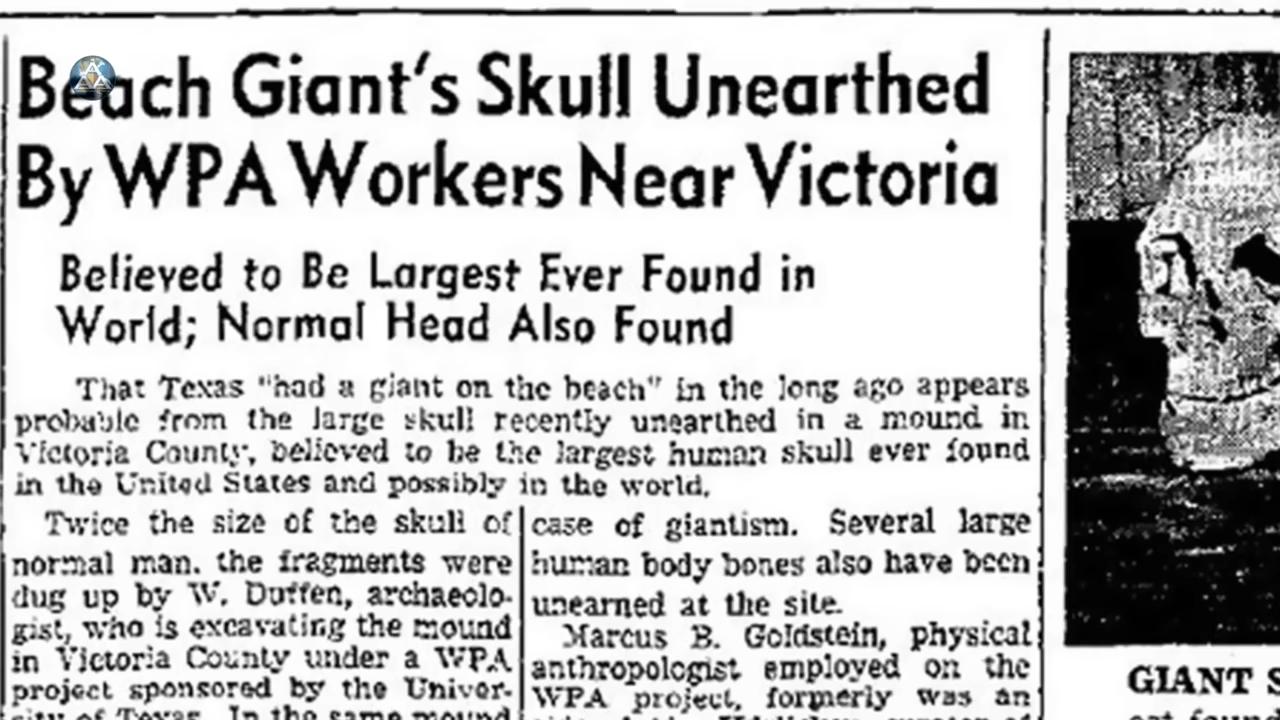 Beach Giant's Skull Unearthed
By WPA Workers Near Victoria
Believed to Be Largest Ever Found in
World; Normal Head Also Found
That Texas "had a giant on the beach" in the long ago appears
probable from the large skull recently unearthed in a mound in
Victoria County, believed to be the largest human skull ever found
in the United States and possibly in the world.
Twice the size of the skull of
normal man, the fragments were
dug up by W. Duffen, archaeolo-
gist, who is excavating the mound
in Victoria County under a WPA
project sponsored by the Univer-
sity of Texas. In the same mound
case of giantism. Several large
human body bones also have been
unearned at the site.
Marcus B. Goldstein, physical
anthropologist employed on the
WPA project, formerly was an
GIANT S